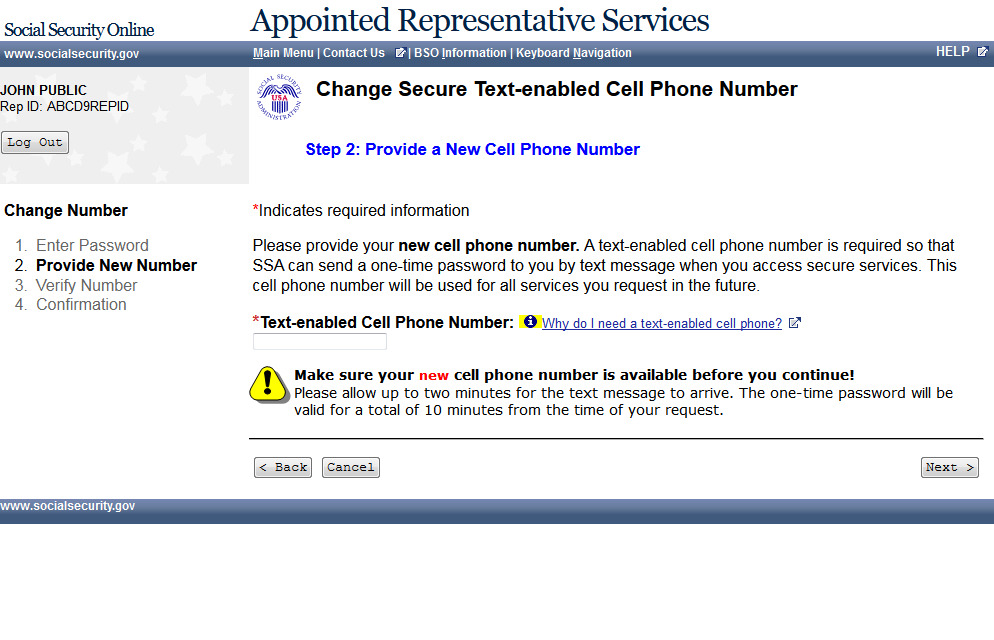 Social Security Online
Appointed Representative Services
www.socialsecurity.gov
Main Menu | Contact Us | BSO Information | Keyboard Navigation
HELP
JOHN PUBLIC
Rep ID: ABCD9REPID
Log Out
SOCIAL SECURITY
USA
ADMINISTRATION
Change Secure Text-enabled Cell Phone Number
Step 2: Provide a New Cell Phone Number
Change Number
1. Enter Password
2. Provide New Number
3. Verify Number
4. Confirmation
*Indicates required information
Please provide your new cell phone number. A text-enabled cell phone number is required so that
SSA can send a one-time password to you by text message when you access secure services. This
cell phone number will be used for all services you request in the future.
*Text-enabled Cell Phone Number: i Why do I need a text-enabled cell phone?
! Make sure your new cell phone number is available before you continue!
Please allow up to two minutes for the text message to arrive. The one-time password will be
valid for a total of 10 minutes from the time of your request.
< Back
Cancel
Next >
www.socialsecurity.gov